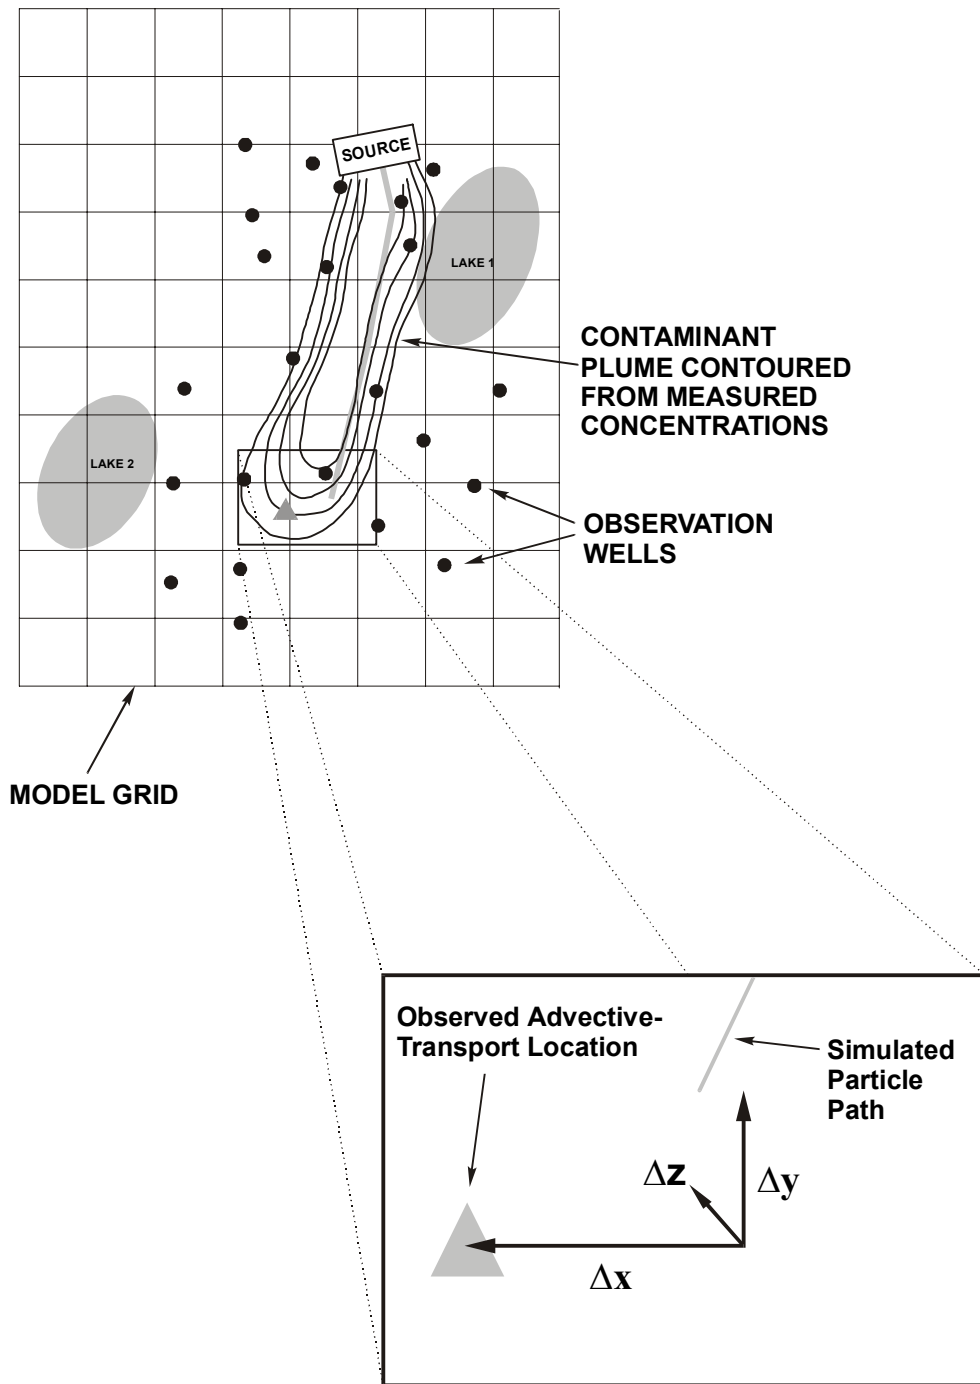 SOURCE
LAKE 1
CONTAMINANT
PLUME CONTOURED
FROM MEASURED
CONCENTRATIONS
LAKE 2
OBSERVATION
WELLS
MODEL GRID
Observed Advective-
Transport Location
Simulated
Particle
Path
Δz
Δy
Δx